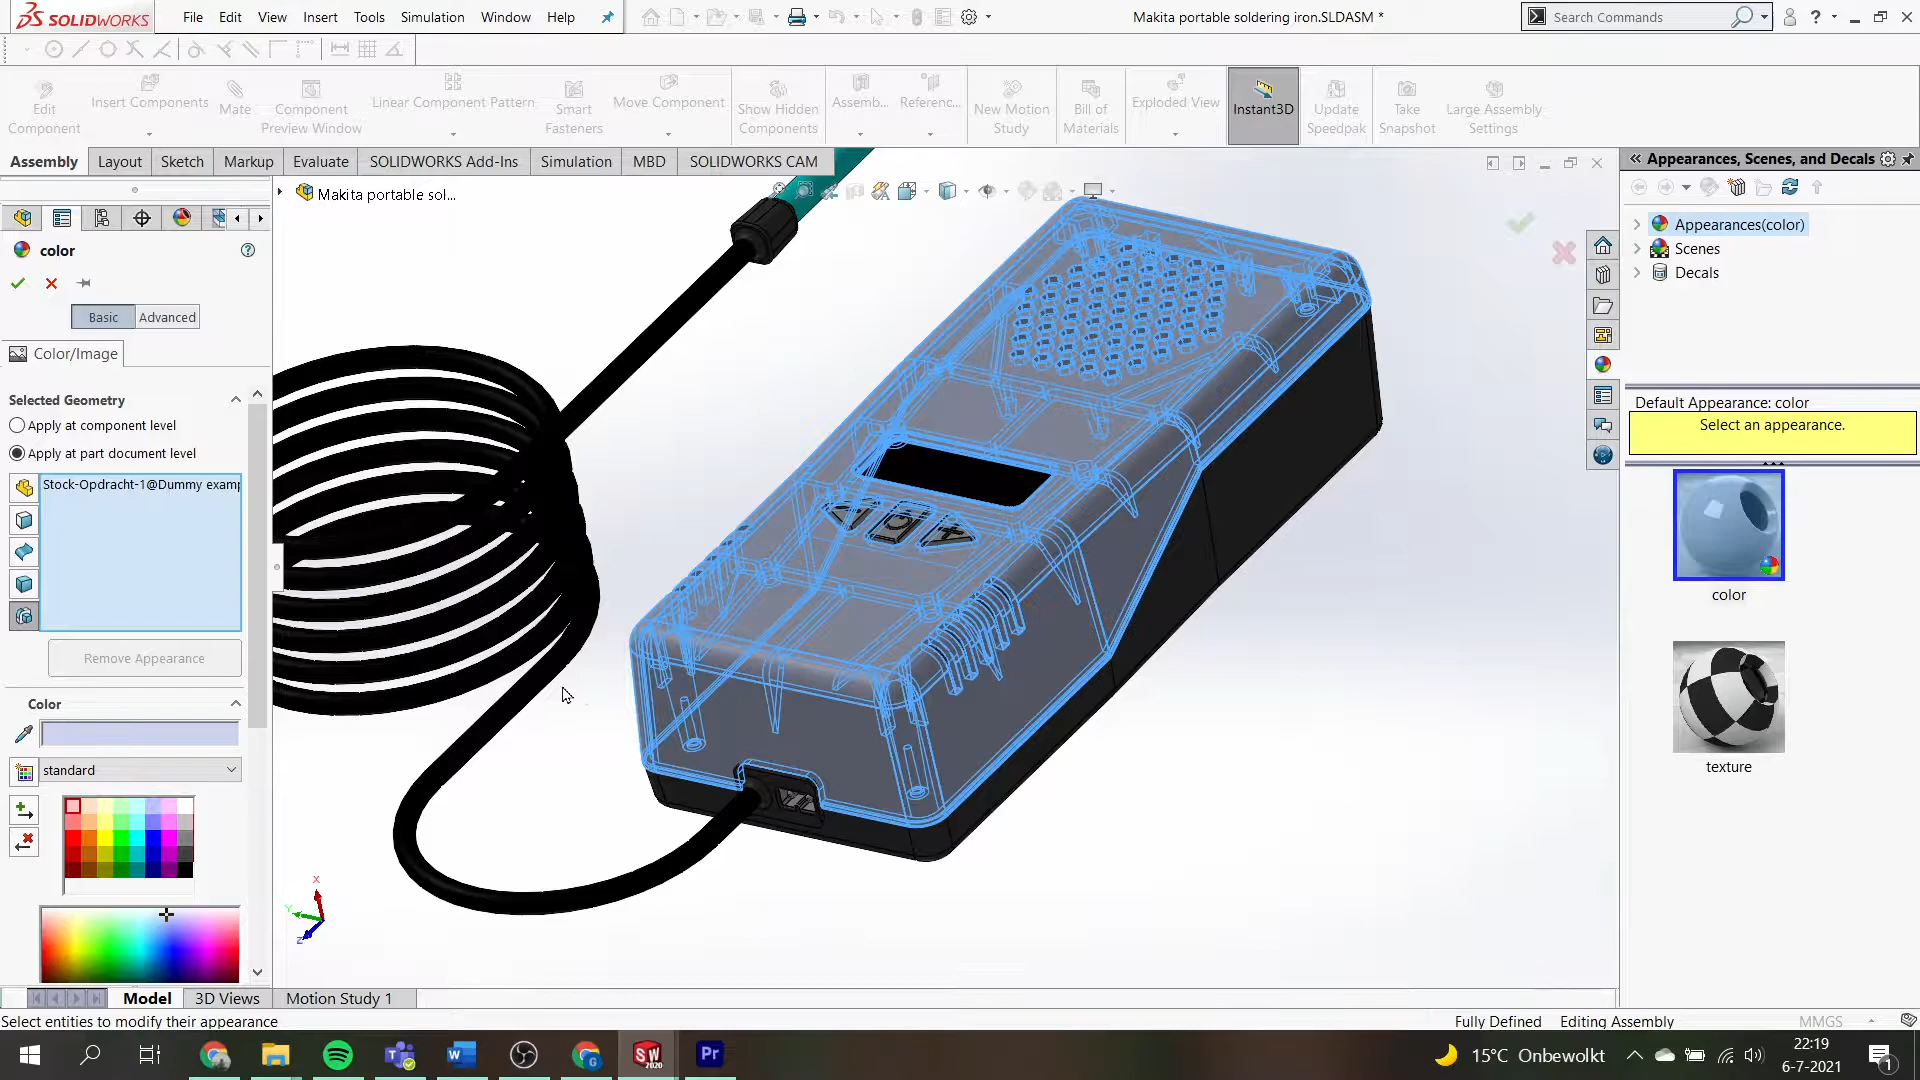 SOLIDWORKS File Edit View Insert Tools Simulation Window Help Makita portable soldering iron.SLDASM * Search Commands
Edit Component Insert Components Mate Component Preview Window Linear Component Pattern Smart Fasteners Move Component Show Hidden Components Assemb... Referenc... New Motion Study Bill of Materials Exploded View Instant3D Update Speedpak Take Snapshot Large Assembly Settings
Assembly Layout Sketch Markup Evaluate SOLIDWORKS Add-Ins Simulation MBD SOLIDWORKS CAM
Appearances, Scenes, and Decals
Makita portable sol...
color
Basic Advanced
Color/Image
Selected Geometry
Apply at component level
Apply at part document level
Stock-Opdracht-1@Dummy examp
Remove Appearance
Color
standard
Appearances(color)
Scenes
Decals
Default Appearance: color
Select an appearance.
color
texture
X
Y
Z
Model 3D Views Motion Study 1
Select entities to modify their appearance Fully Defined Editing Assembly MMGS
SW 2020 Pr 15°C Onbewolkt 22:19
6-7-2021 1